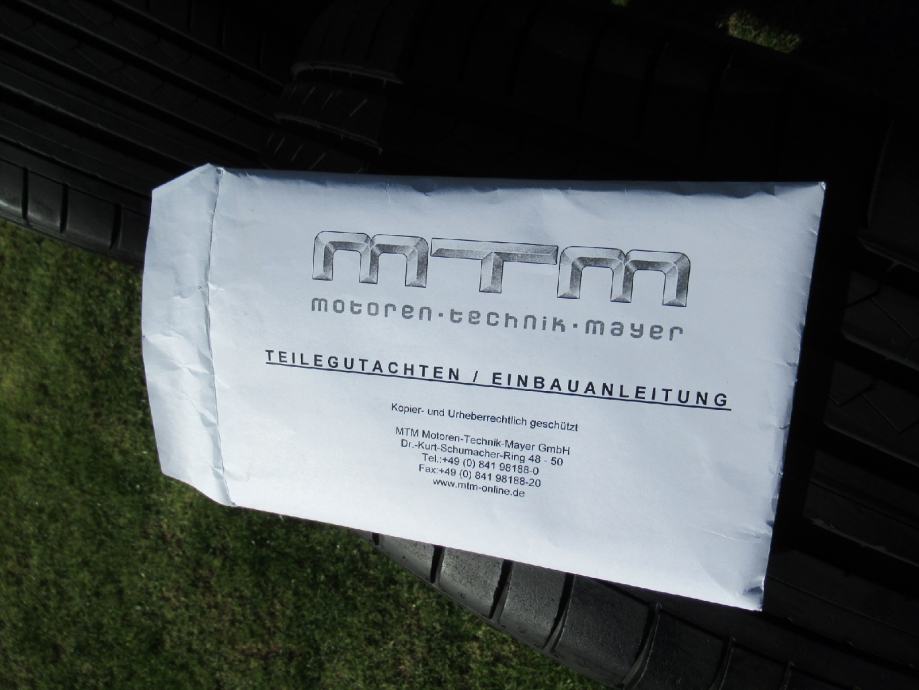 mTm
motoren·technik·mayer
TEILEGUTACHTEN / EINBAUANLEITUNG
Kopier- und Urheberrechtlich geschützt
MTM Motoren-Technik-Mayer GmbH
Dr.-Kurt-Schumacher-Ring 48 - 50
Tel.:+49 (0) 841 98188-0
Fax:+49 (0) 841 98188-20
www.mtm-online.de